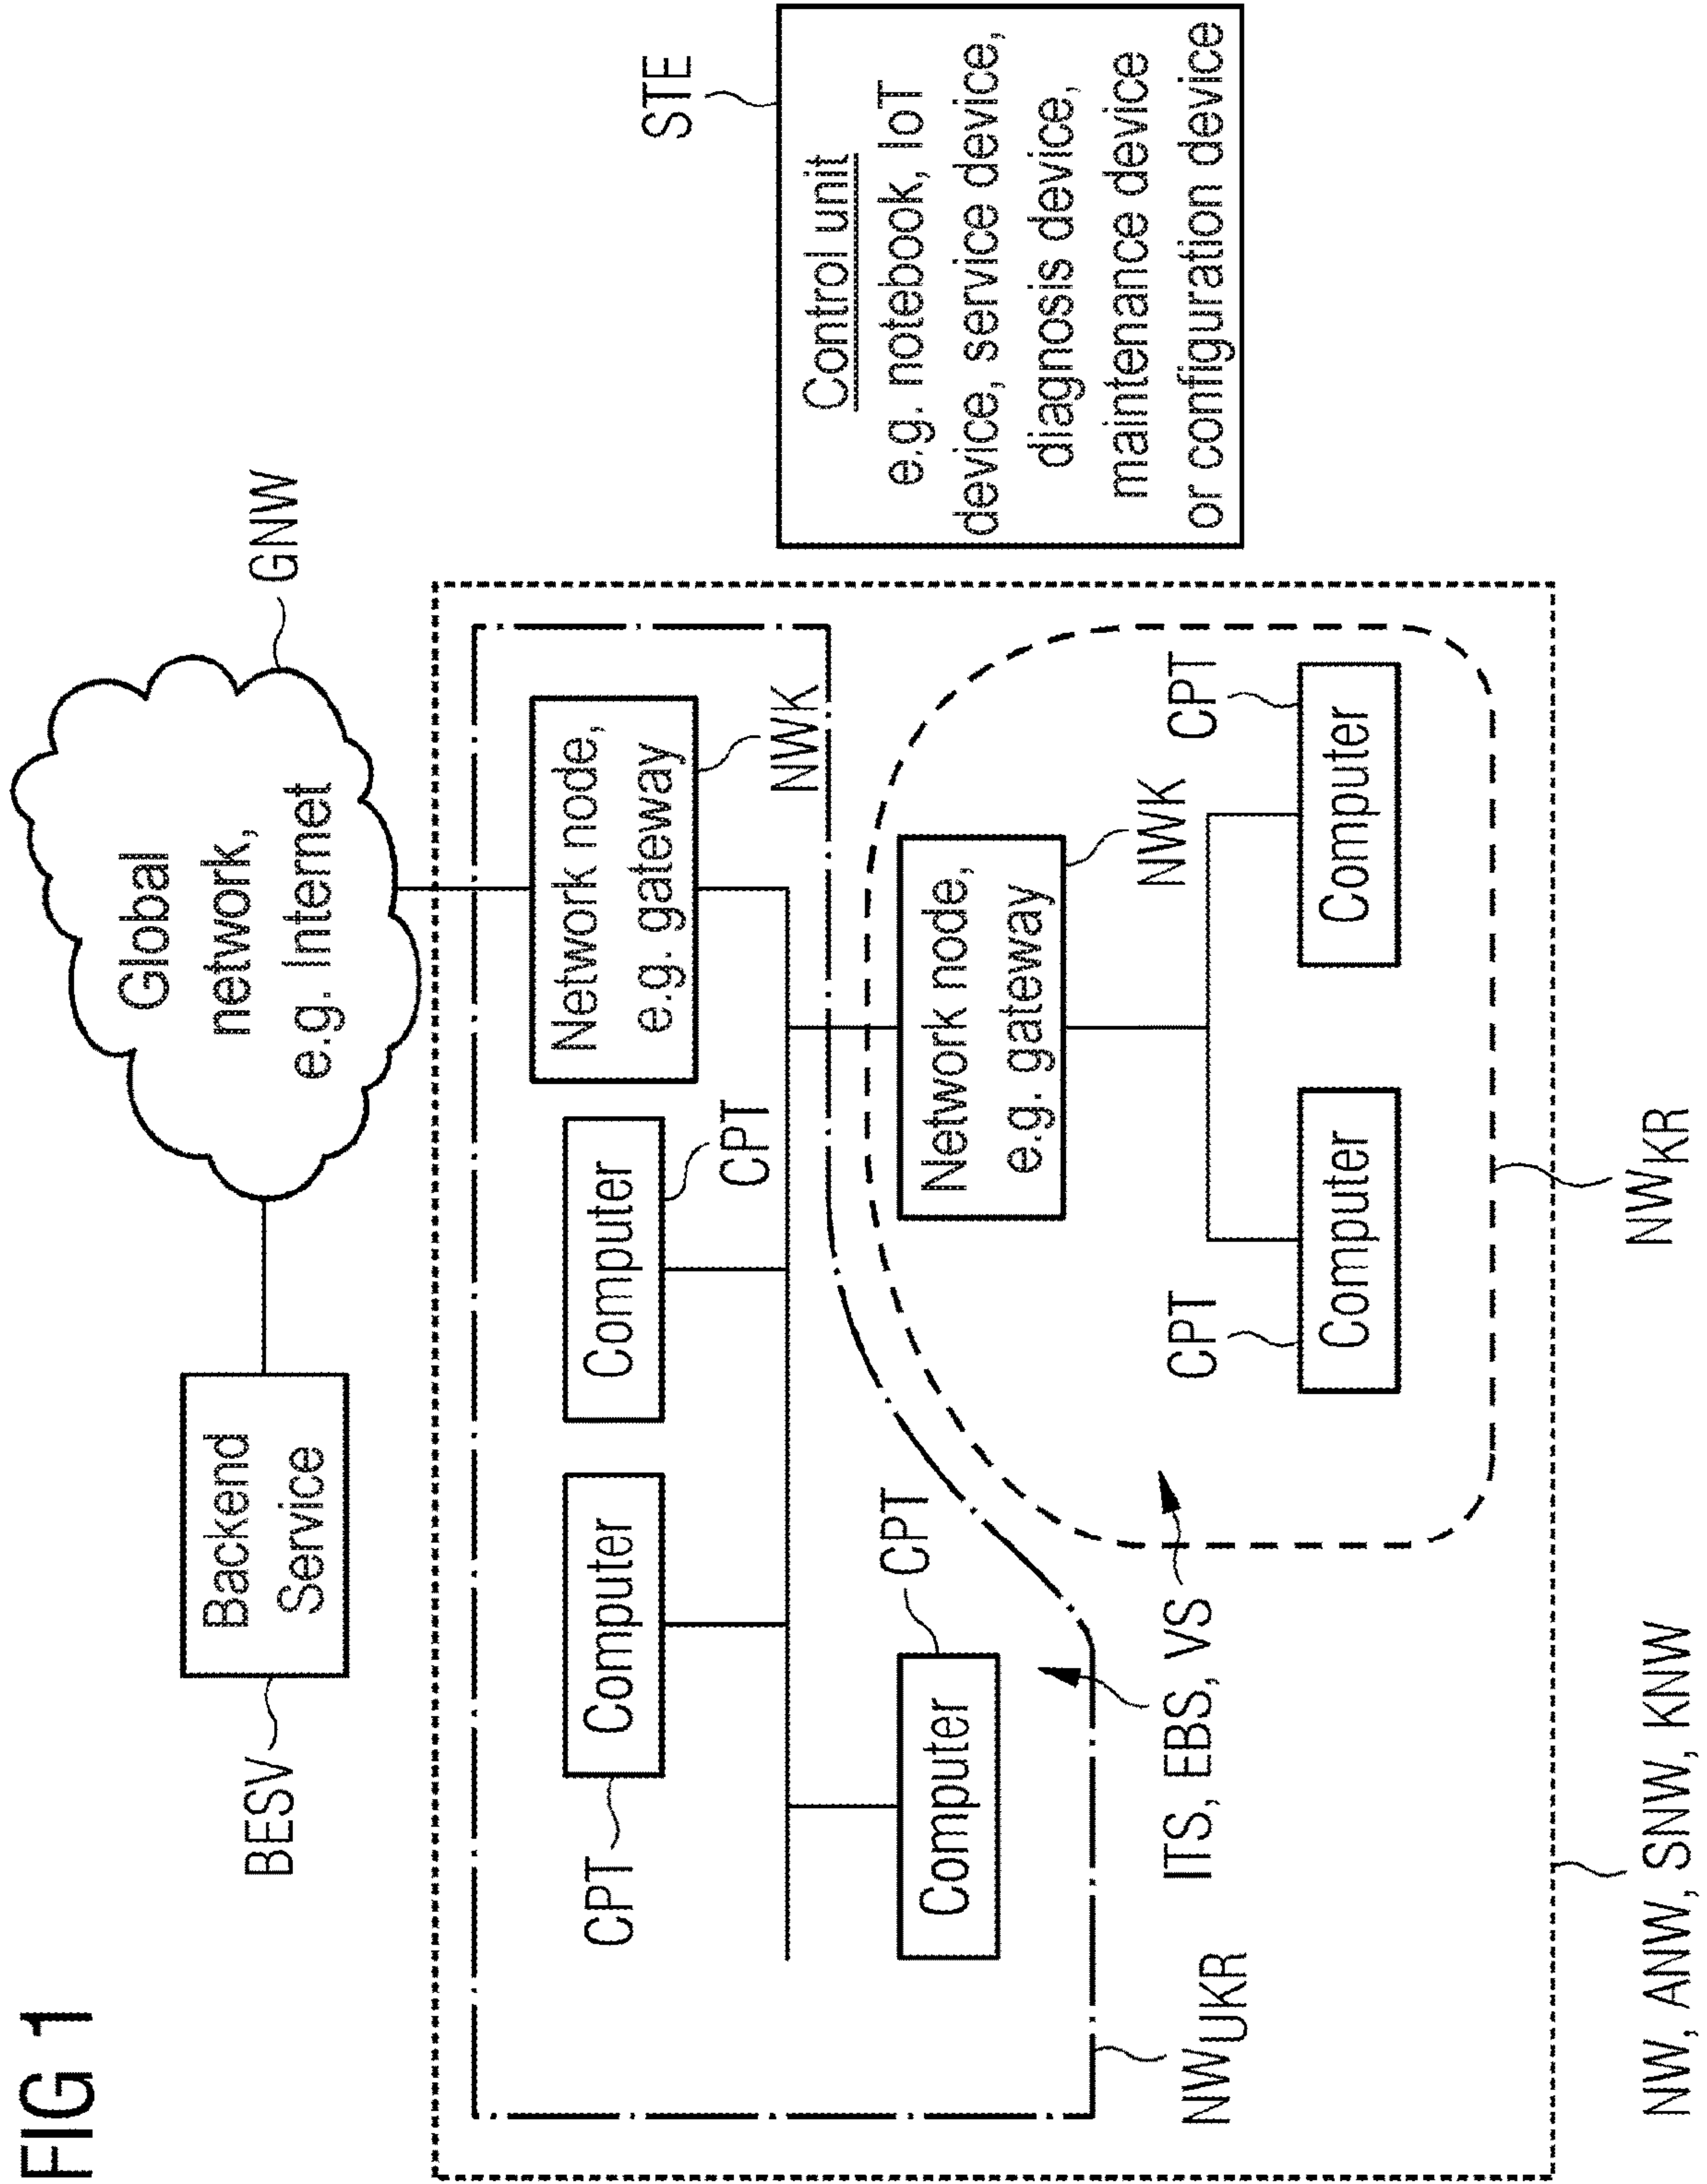 FIG 1
BESV
Backend
Service
Global
network,
e.g. Internet
GNW
STE
Control unit
e.g. notebook, IoT
device, service device,
diagnosis device,
maintenance device
or configuration device
CPT
Computer
Computer
CPT
Network node,
e.g. gateway
NWK
Computer
CPT
Network node,
e.g. gateway
NWK
CPT
Computer
CPT
Computer
ITS, EBS, VS
NWUKR
NWKR
NW, ANW, SNW, KNW